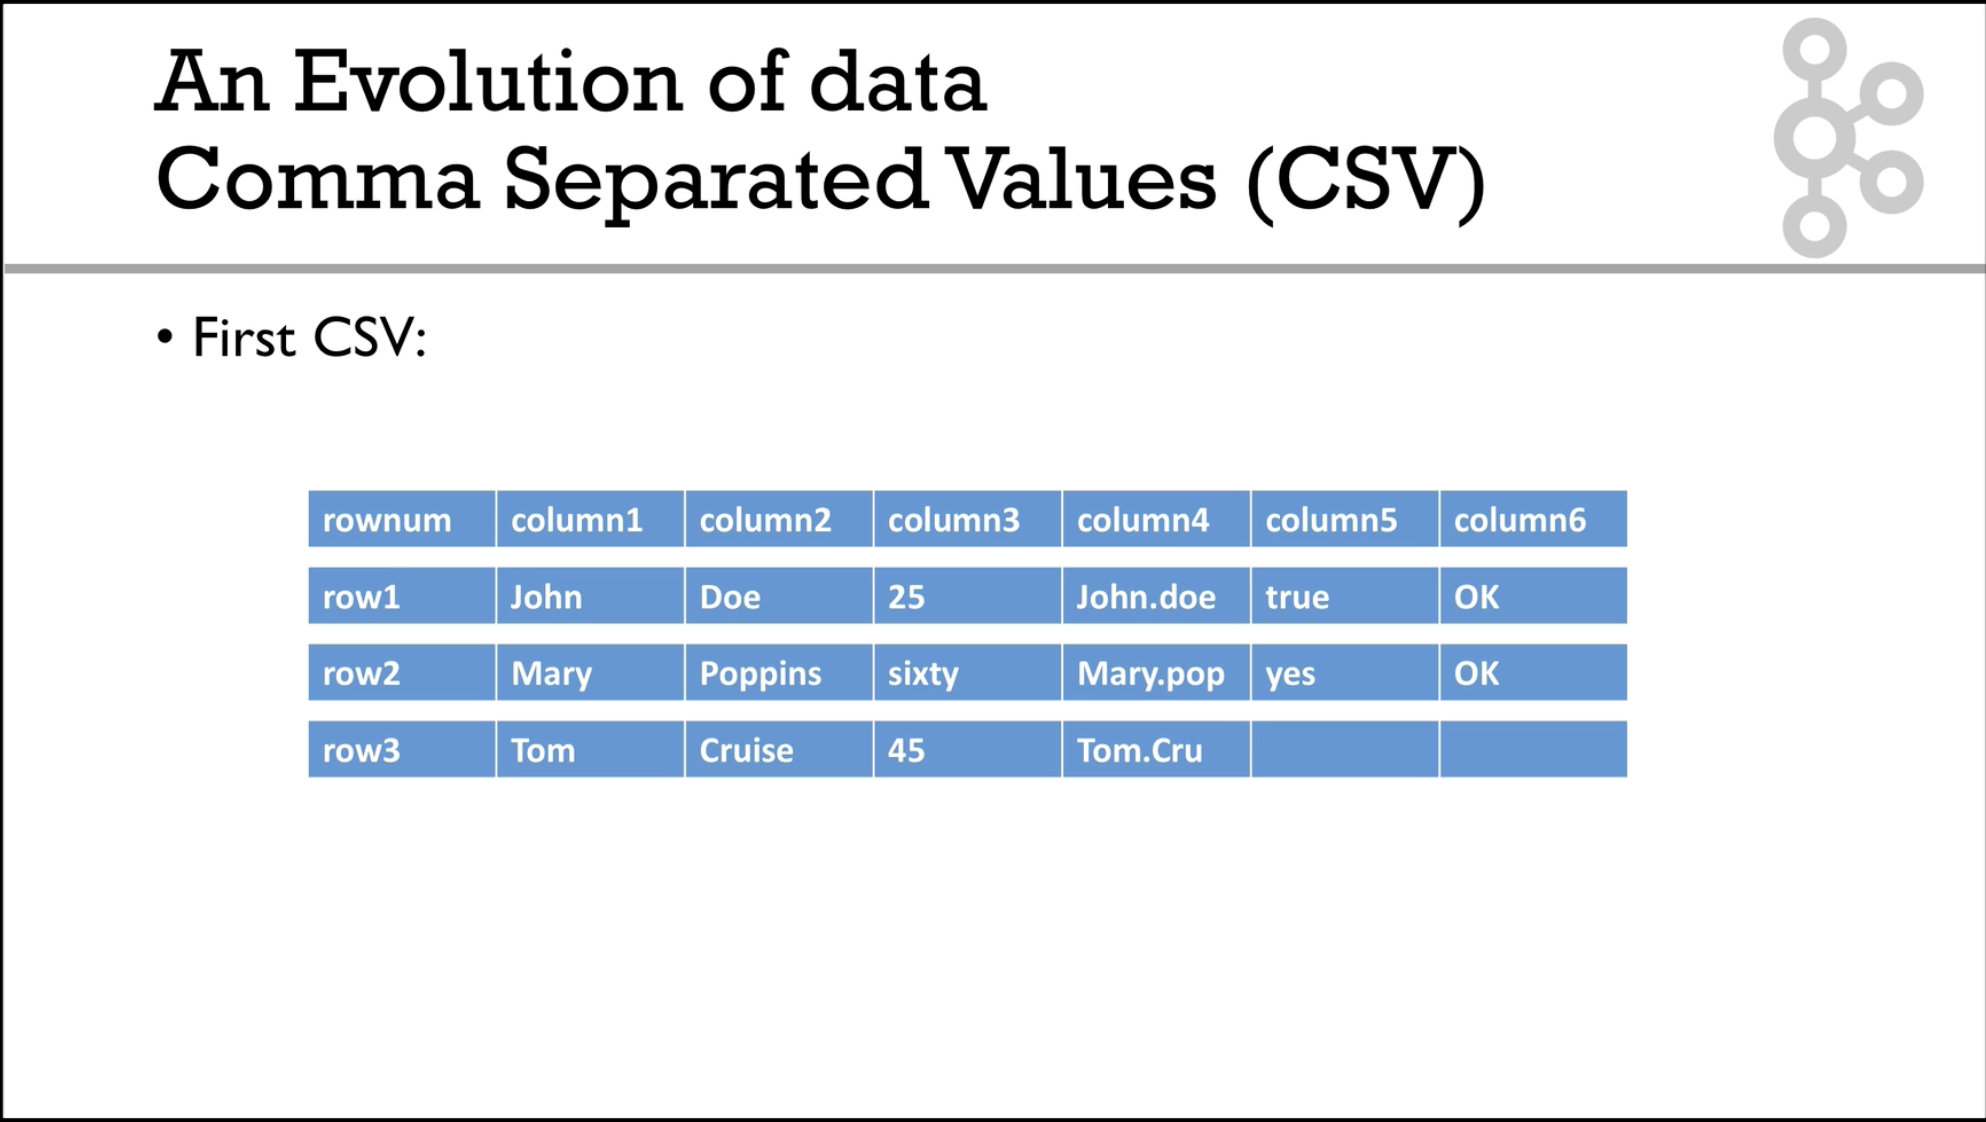 An Evolution of data
Comma Separated Values (CSV)
• First CSV:
rownum column1 column2 column3 column4 column5 column6
row1 John Doe 25 John.doe true OK
row2 Mary Poppins sixty Mary.pop yes OK
row3 Tom Cruise 45 Tom.Cru